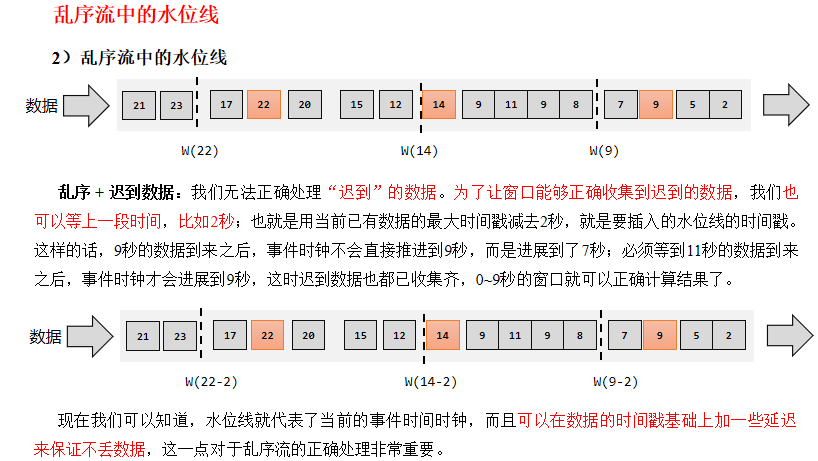 乱序流中的水位线
2）乱序流中的水位线
数据 21 23 17 22 20 15 12 14 9 11 9 8 7 9 5 2
W(22) W(14) W(9)
乱序 + 迟到数据：我们无法正确处理“迟到”的数据。为了让窗口能够正确收集到迟到的数据，我们也
可以等上一段时间，比如2秒；也就是用当前已有数据的最大时间戳减去2秒，就是要插入的水位线的时间戳。
这样的话，9秒的数据到来之后，事件时钟不会直接推进到9秒，而是进展到了7秒；必须等到11秒的数据到来
之后，事件时钟才会进展到9秒，这时迟到数据也都已收集齐，0~9秒的窗口就可以正确计算结果了。
数据 21 23 17 22 20 15 12 14 9 11 9 8 7 9 5 2
W(22-2) W(14-2) W(9-2)
现在我们可以知道，水位线就代表了当前的事件时间时钟，而且可以在数据的时间戳基础上加一些延迟
来保证不丢数据，这一点对于乱序流的正确处理非常重要。